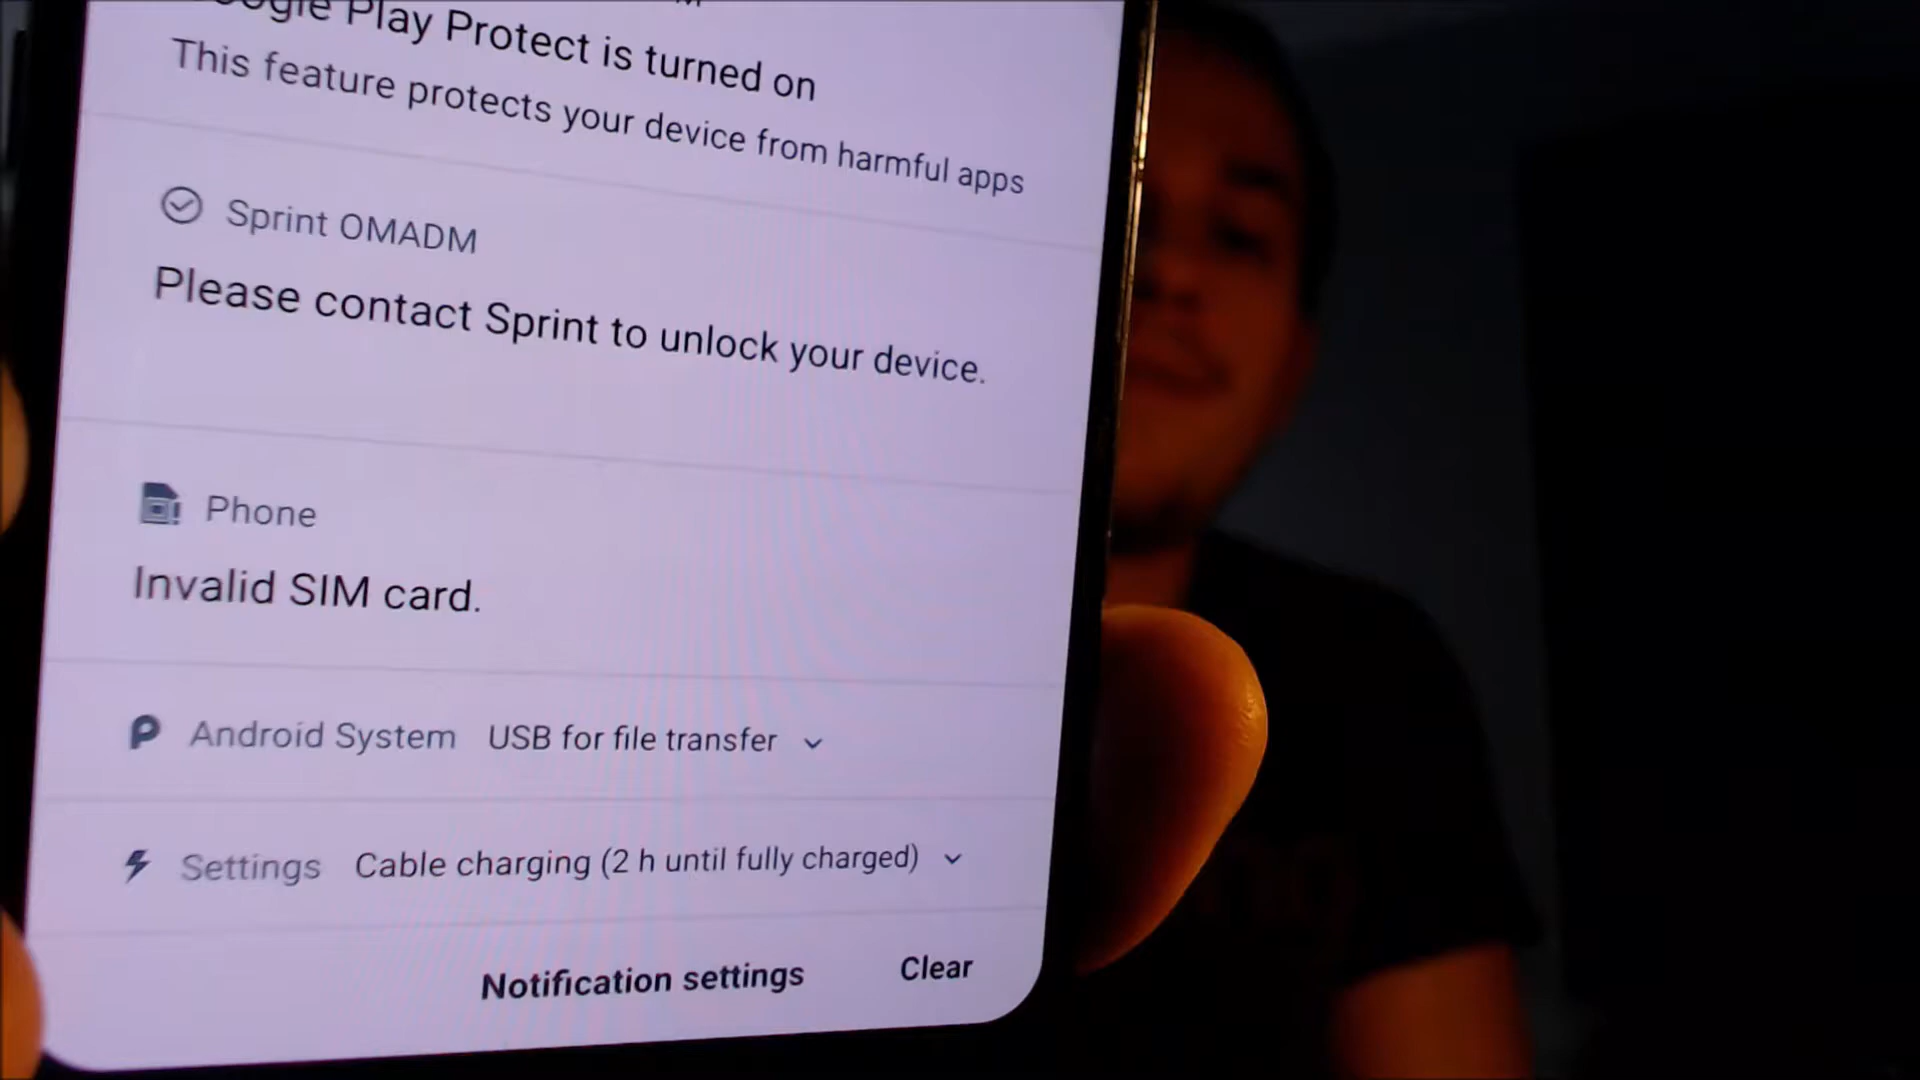 Play Protect is turned on
This feature protects your device from harmful apps
Sprint OMADM
Please contact Sprint to unlock your device.
Phone
Invalid SIM card.
Android System USB for file transfer
Settings Cable charging (2 h until fully charged)
Notification settings Clear